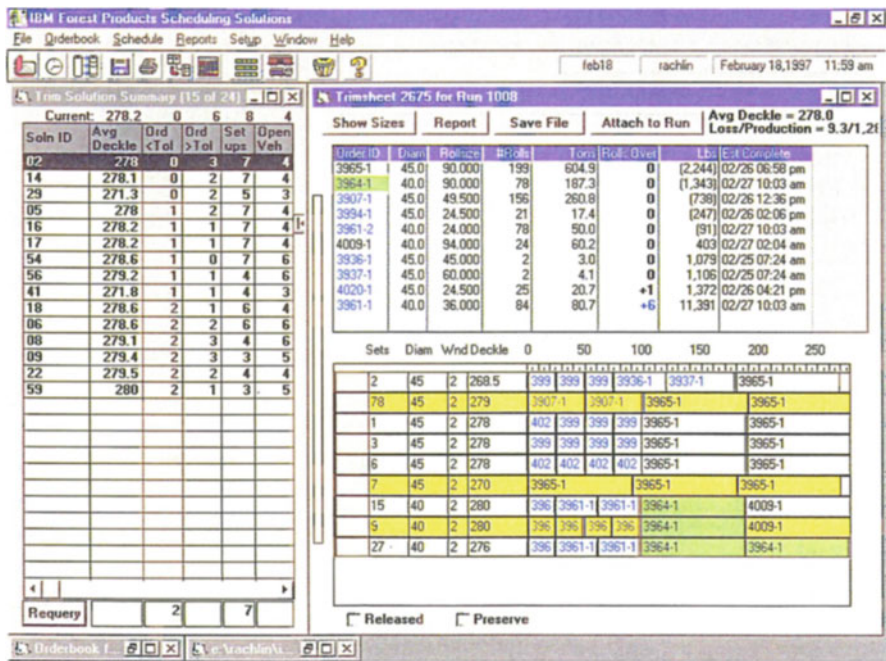 IBM Forest Products Scheduling Solutions
File Orderbook Schedule Reports Setup Window Help
feb18 rachlin February 18,1997 11:59 am
Trim Solution Summary (15 of 24)
Current: 278.2 0 6 8 4
Soln ID Avg Deckle Ord <Tol Ord >Tol Set ups Open Veh
02 278 0 3 7 4
14 278.1 0 2 7 4
29 271.3 0 2 5 3
05 278 1 2 7 4
16 278.2 1 1 7 4
17 278.2 1 1 7 4
54 278.6 1 0 7 6
56 279.2 1 1 4 6
41 271.8 1 1 4 3
18 278.6 2 1 6 4
06 278.6 2 2 6 6
08 279.1 2 3 4 6
09 279.4 2 3 3 5
22 279.5 2 2 4 4
59 280 2 1 3 5
Requery 2 7
Trimsheet 2675 for Run 1008
Show Sizes Report Save File Attach to Run
Avg Deckle = 278.0
Loss/Production = 9.3/1,28
Order ID Diam Rollsize #Rolls Tons Rolls Over Lbs Est Complete
3965-1 45.0 90.000 199 604.9 0 (2,244) 02/26 06:58 pm
3964-1 40.0 90.000 78 187.3 0 (1,343) 02/27 10:03 am
3907-1 45.0 49.500 156 260.8 0 (738) 02/26 12:36 pm
3994-1 45.0 24.500 21 17.4 0 (247) 02/26 02:06 pm
3961-2 40.0 24.000 78 50.0 0 (91) 02/27 10:03 am
4009-1 40.0 94.000 24 60.2 0 403 02/27 02:04 am
3936-1 45.0 45.000 2 3.0 0 1,079 02/25 07:24 am
3937-1 45.0 60.000 2 4.1 0 1,106 02/25 07:24 am
4020-1 45.0 24.500 25 20.7 +1 1,372 02/26 04:21 pm
3961-1 40.0 36.000 84 80.7 +6 11,391 02/27 10:03 am
Sets Diam Wnd Deckle 0 50 100 150 200 250
2 45 2 268.5 399 399 399 3936-1 3937-1 3965-1
78 45 2 279 3907-1 3907-1 3965-1 3965-1
1 45 2 278 402 399 399 399 3965-1 3965-1
3 45 2 278 399 399 399 399 3965-1 3965-1
6 45 2 278 402 402 402 402 3965-1 3965-1
7 45 2 270 3965-1 3965-1 3965-1
15 40 2 280 396 3961-1 3961-1 3964-1 4009-1
5 40 2 280 396 396 396 396 3964-1 4009-1
27 40 2 276 396 3961-1 3961-1 3964-1 3964-1
Released Preserve
Orderbook f... e:\rachlin\i...